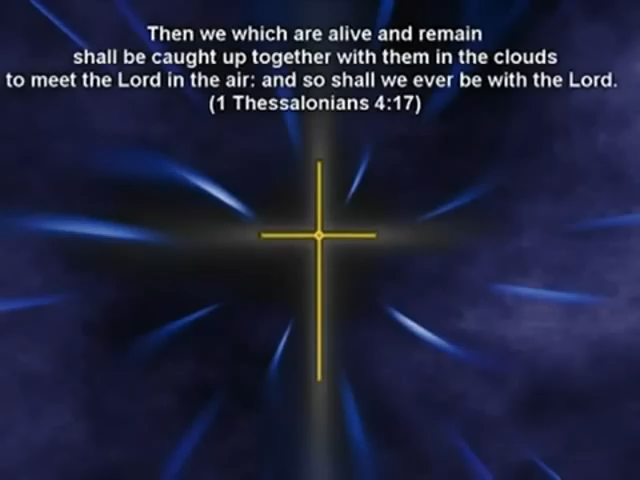 Then we which are alive and remain
shall be caught up together with them in the clouds
to meet the Lord in the air: and so shall we ever be with the Lord.
(1 Thessalonians 4:17)